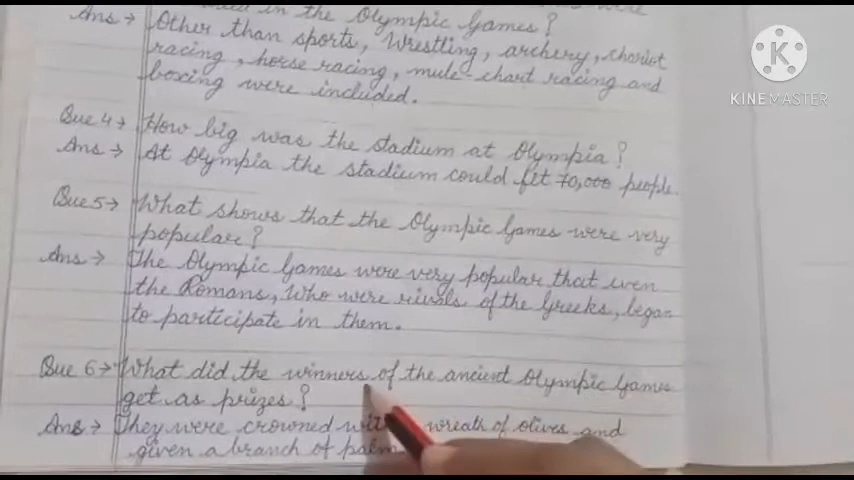 in the Olympic Games?
Ans → Other than sports, Wrestling, archery, chariot
racing, horse racing, mule-chart racing and
boxing were included.
Que 4 → How big was the stadium at Olympia?
Ans → At Olympia the stadium could fit 70,000 people.
Que 5 → What shows that the Olympic Games were very
popular?
Ans → The Olympic Games were very popular that even
the Romans, Who were rivals of the Greeks, began
to participate in them.
Que 6 → What did the winners of the ancient Olympic Games
get as prizes?
Ans → They were crowned wreath of olives and
given a branch of palm
KINEMASTER